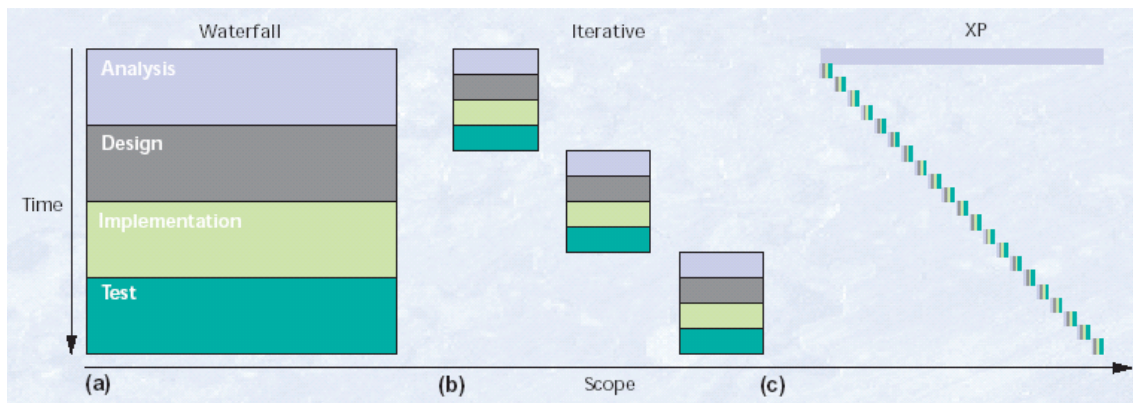 Waterfall
Iterative
XP
Analysis
Design
Time
Implementation
Test
(a)
(b)
Scope
(c)